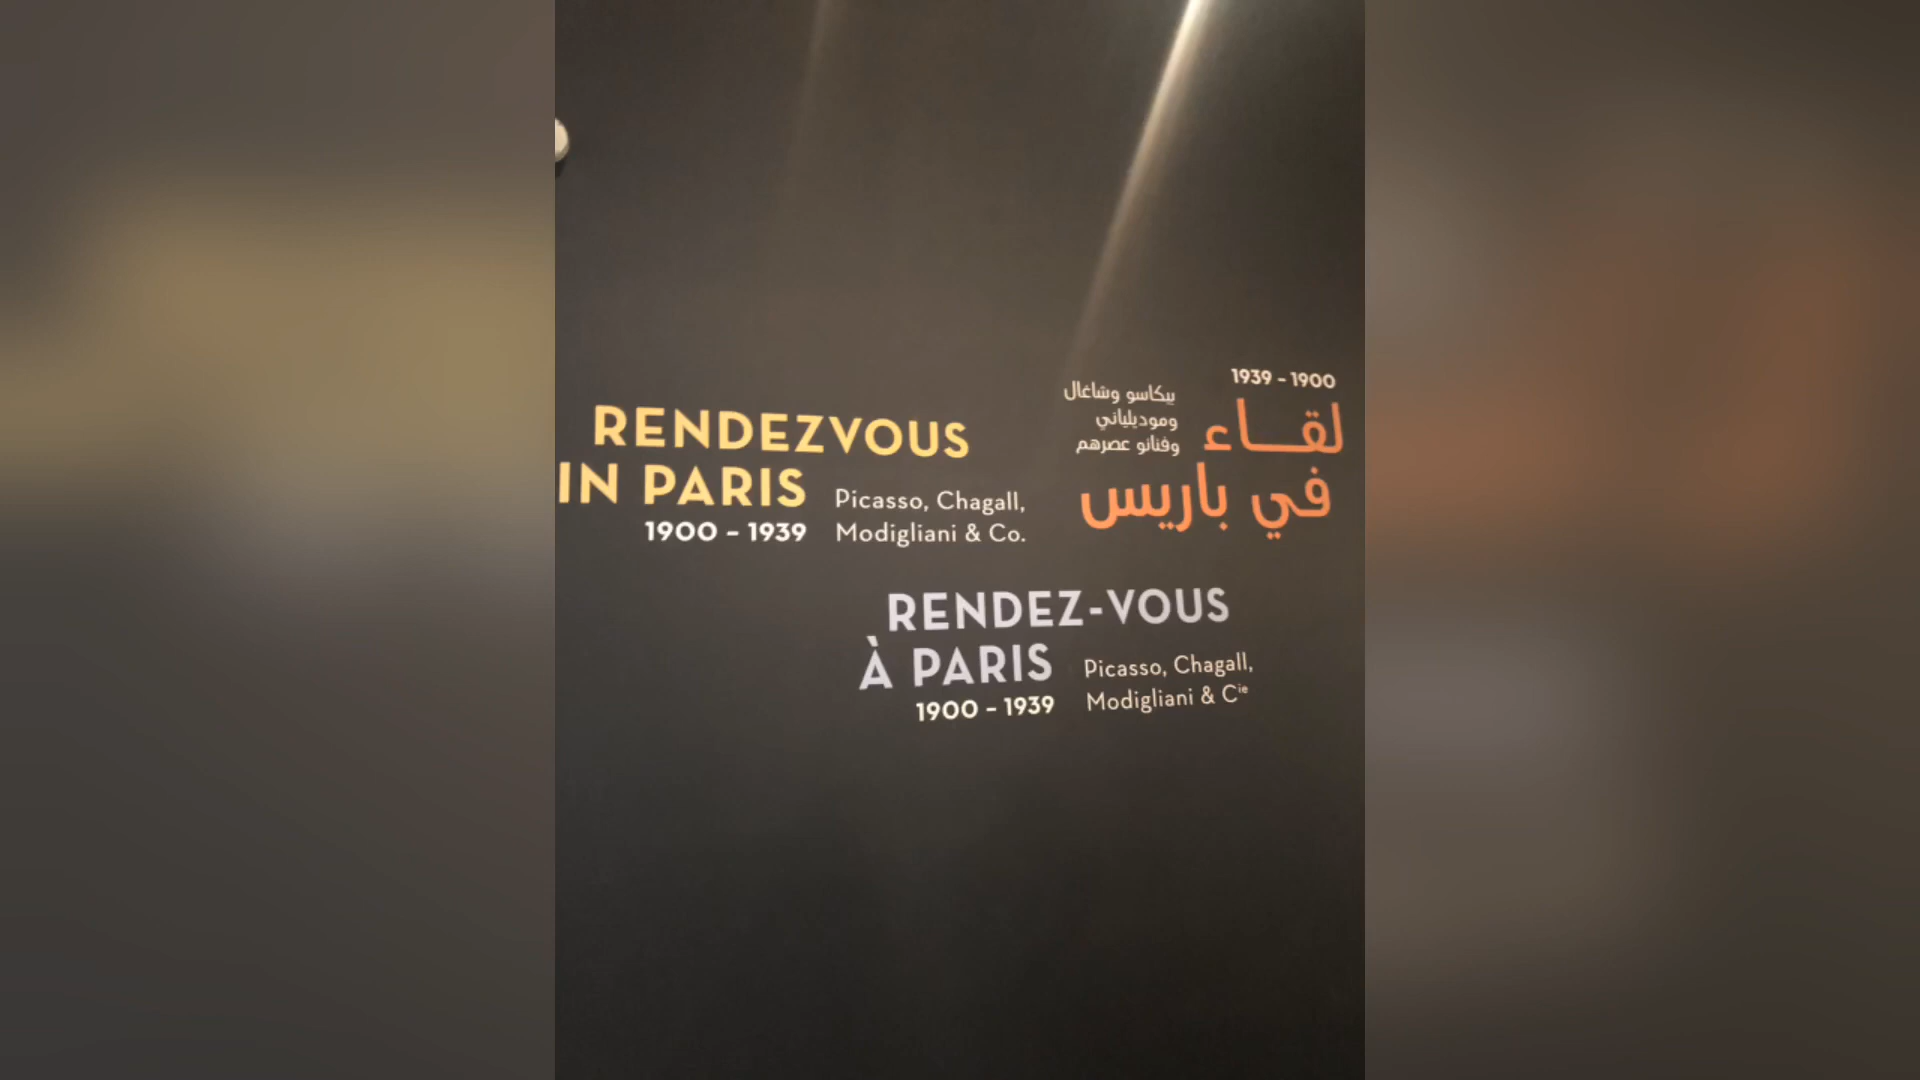 RENDEZVOUS
IN PARIS
1900 – 1939
Picasso, Chagall,
Modigliani & Co.
1939 – 1900
لقـــاء
في باريس
بيكاسو وشاغال
وموديلياني
وفنانو عصرهم
RENDEZ-VOUS
À PARIS
1900 – 1939
Picasso, Chagall,
Modigliani & Cie